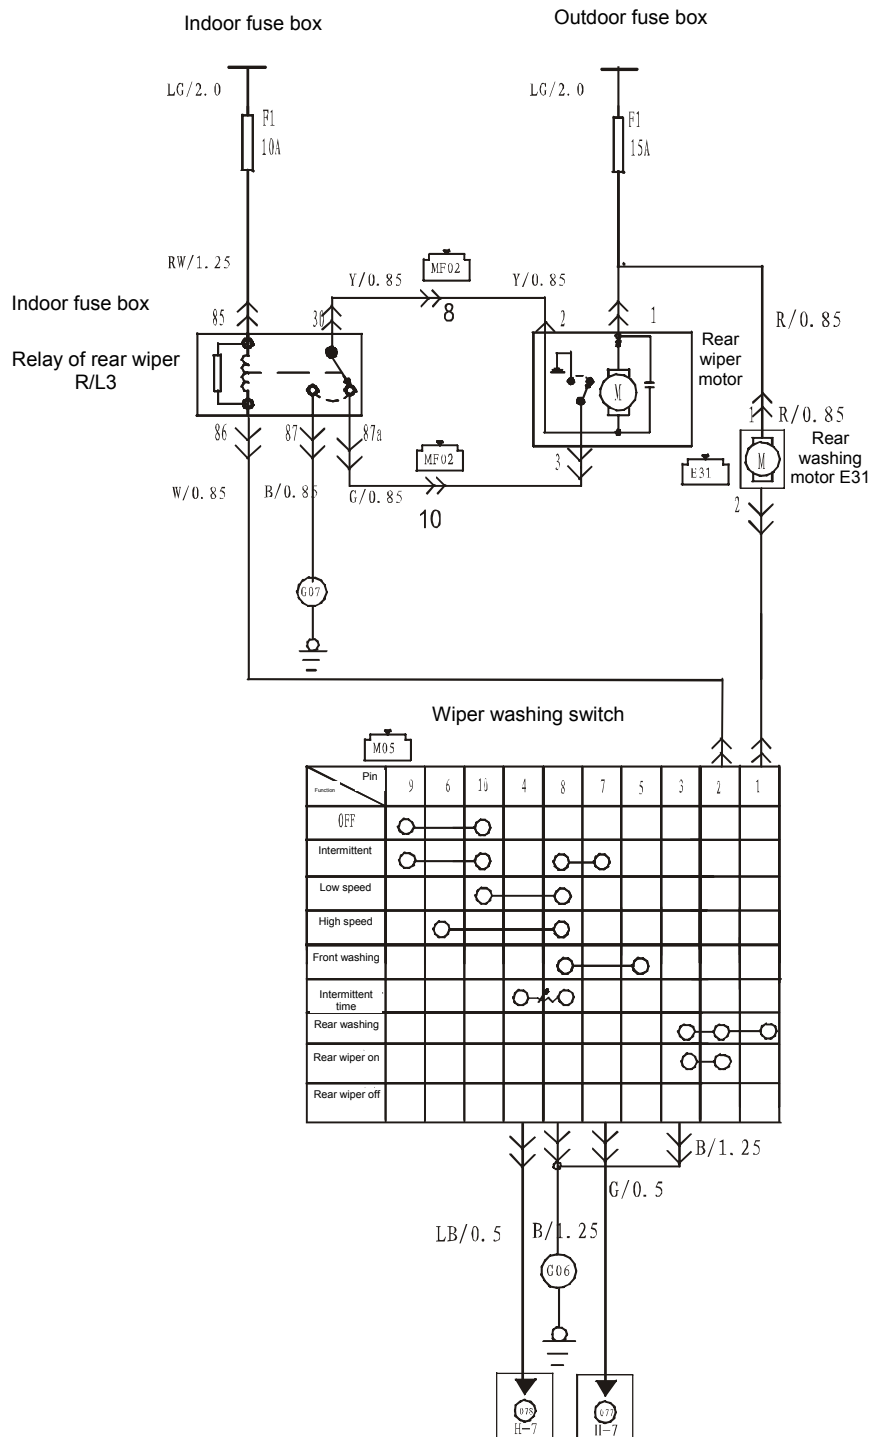 Indoor fuse box
Outdoor fuse box
LG/2.0
LG/2.0
F1
10A
F1
15A
RW/1.25
MF02
Y/0.85
Y/0.85
8
Indoor fuse box
85
30
2
1
R/0.85
Relay of rear wiper
R/L3
Rear
wiper
motor
M
1
R/0.85
86
87
87a
MF02
3
E31
M
Rear
washing
motor E31
W/0.85
B/0.85
G/0.85
10
2
G07
Wiper washing switch
M05
Pin
Function
9
6
10
4
8
7
5
3
2
1
OFF
Intermittent
Low speed
High speed
Front washing
Intermittent
time
Rear washing
Rear wiper on
Rear wiper off
B/1.25
G/0.5
LB/0.5
B/1.25
G06
077
H-7